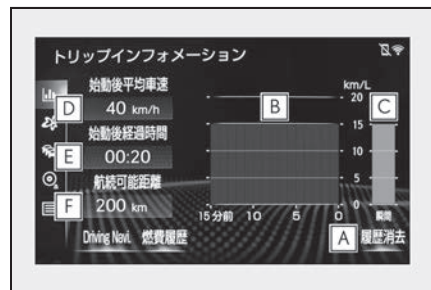 トリップインフォメーション
始動後平均車速
D 40 km/h
始動後経過時間
E 00:20
航続可能距離
F 200 km
Driving Navi. 燃費履歴
B
km/L
20
C
15
10
5
0
15分前 10 5 0 瞬間
A 履歴消去